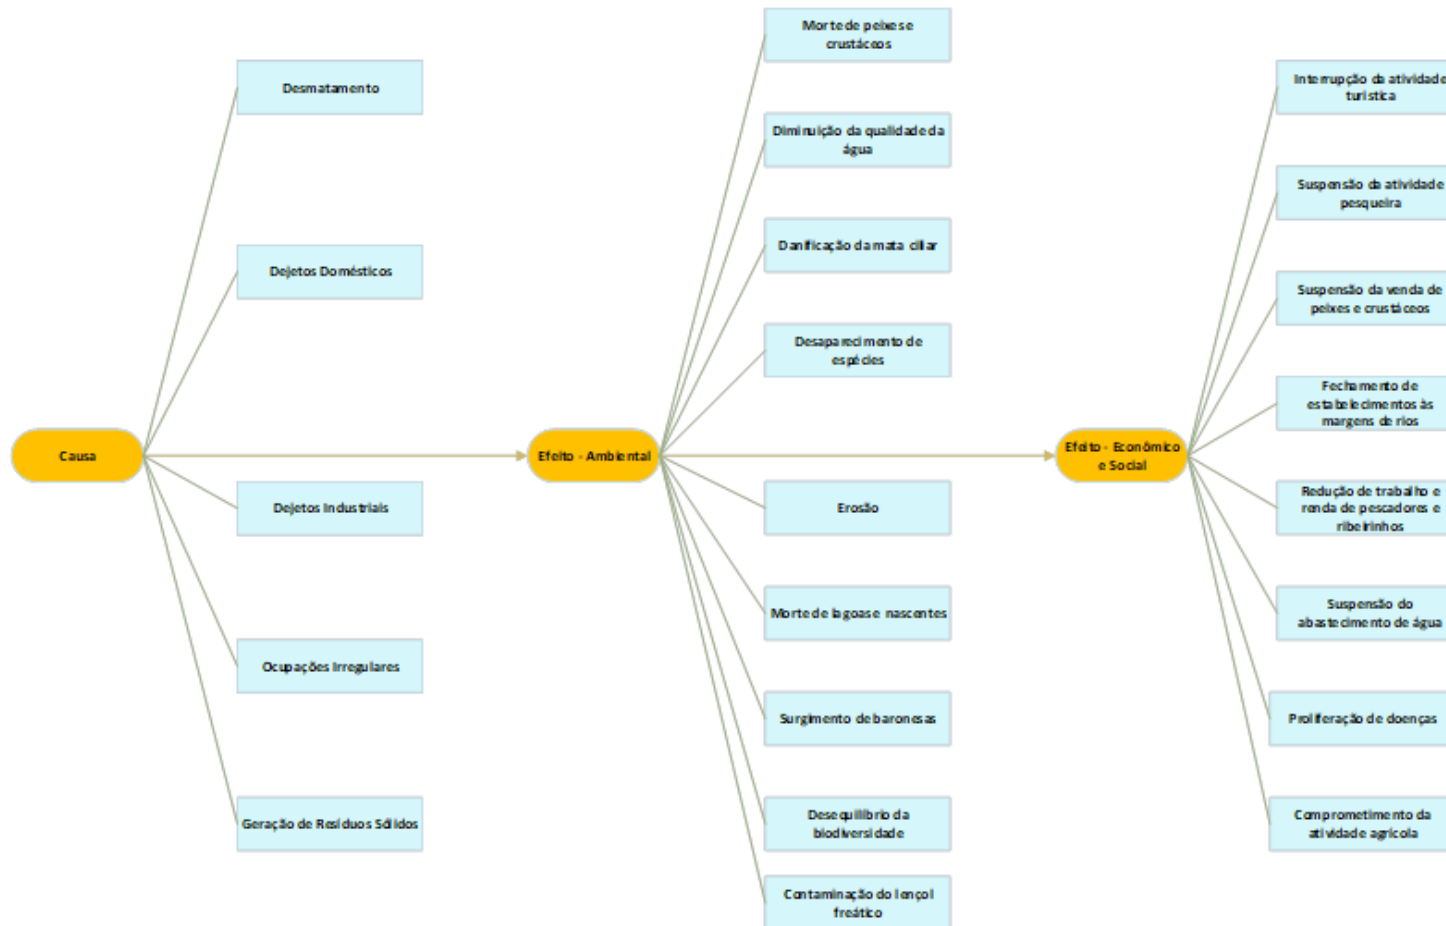 Causa
Desmatamento
Dejetos Domésticos
Dejetos Industriais
Ocupações Irregulares
Geração de Resíduos Sólidos
Efeito - Ambiental
Morte de peixes e
crustáceos
Diminuição da qualidade da
água
Danificação da mata ciliar
Desaparecimento de
espécies
Erosão
Morte de lagoas e nascentes
Surgimento de baronesas
Desequilíbrio da
biodiversidade
Contaminação do lençol
freático
Efeito - Econômico
e Social
Interrupção da atividade
turística
Suspensão da atividade
pesqueira
Suspensão da venda de
peixes e crustáceos
Fechamento de
estabelecimentos às
margens de rios
Redução de trabalho e
renda de pescadores e
ribeirinhos
Suspensão do
abastecimento de água
Proliferação de doenças
Comprometimento da
atividade agrícola